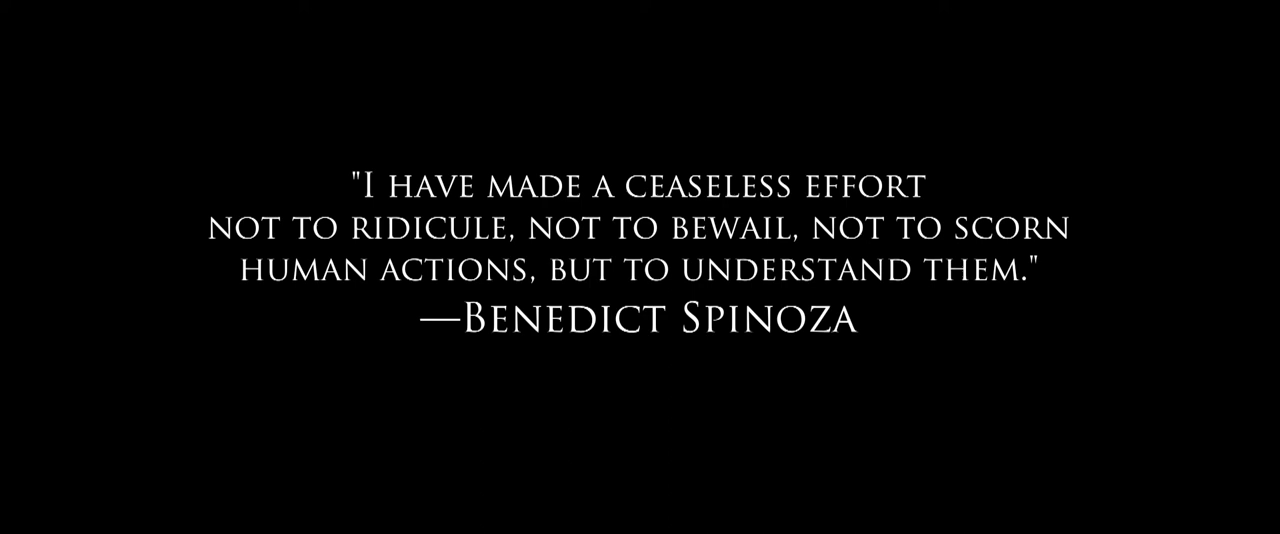 "I HAVE MADE A CEASELESS EFFORT
NOT TO RIDICULE, NOT TO BEWAIL, NOT TO SCORN
HUMAN ACTIONS, BUT TO UNDERSTAND THEM."
—BENEDICT SPINOZA